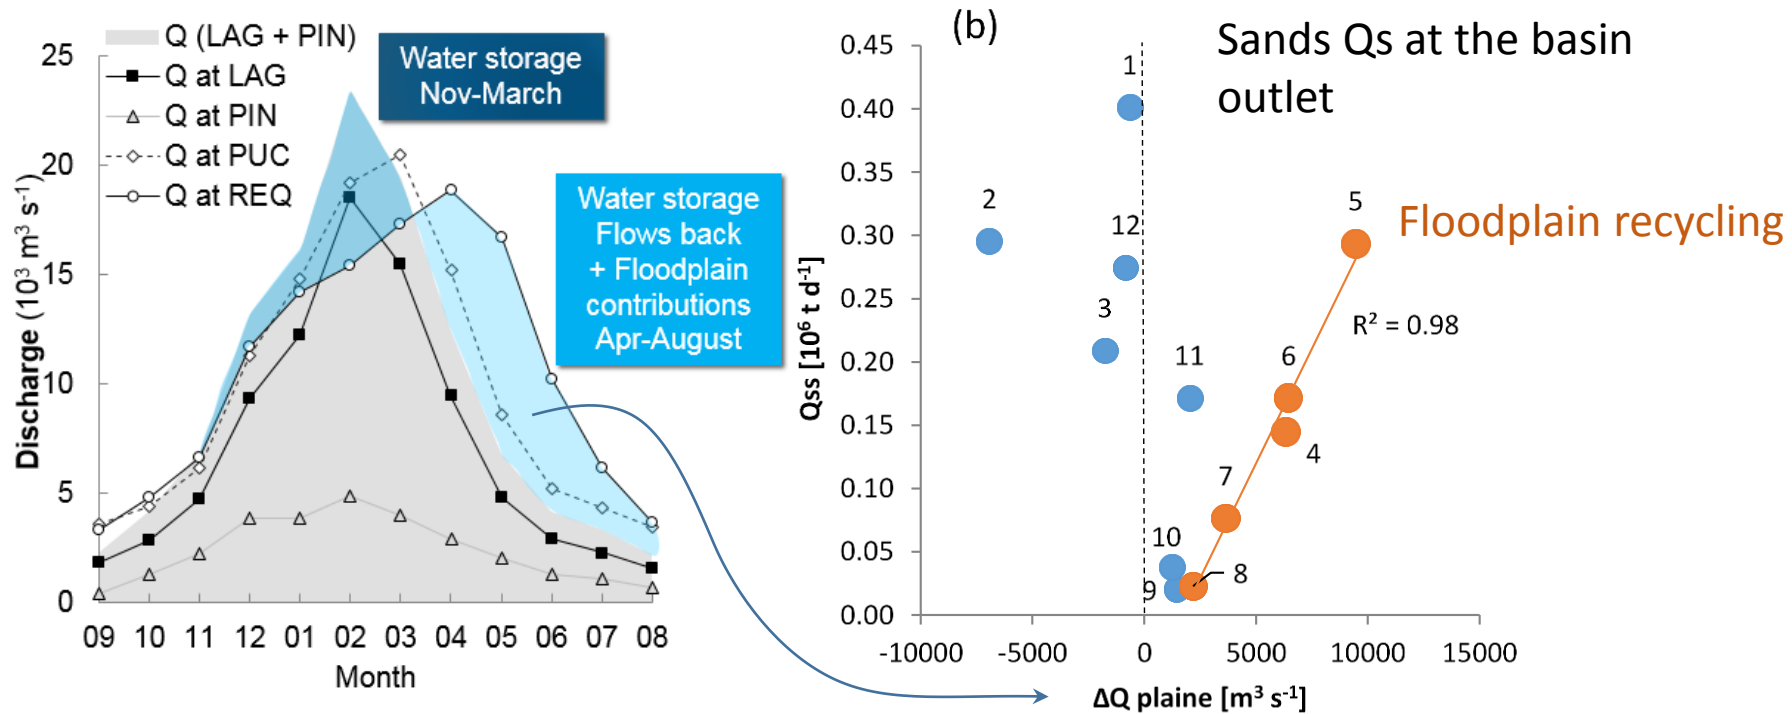 Q (LAG + PIN)
Q at LAG
Q at PIN
Q at PUC
Q at REQ
Water storage
Nov-March
Water storage
Flows back
+ Floodplain
contributions
Apr-August
Discharge (10³ m³ s⁻¹)
25
20
15
10
5
0
09 10 11 12 01 02 03 04 05 06 07 08
Month
(b)
Sands Qs at the basin
outlet
Floodplain recycling
R² = 0.98
Qss [10⁶ t d⁻¹]
0.45
0.40
0.35
0.30
0.25
0.20
0.15
0.10
0.05
0.00
1
2
12
3
11
5
6
4
7
10
9
8
-10000 -5000 0 5000 10000 15000
ΔQ plaine [m³ s⁻¹]